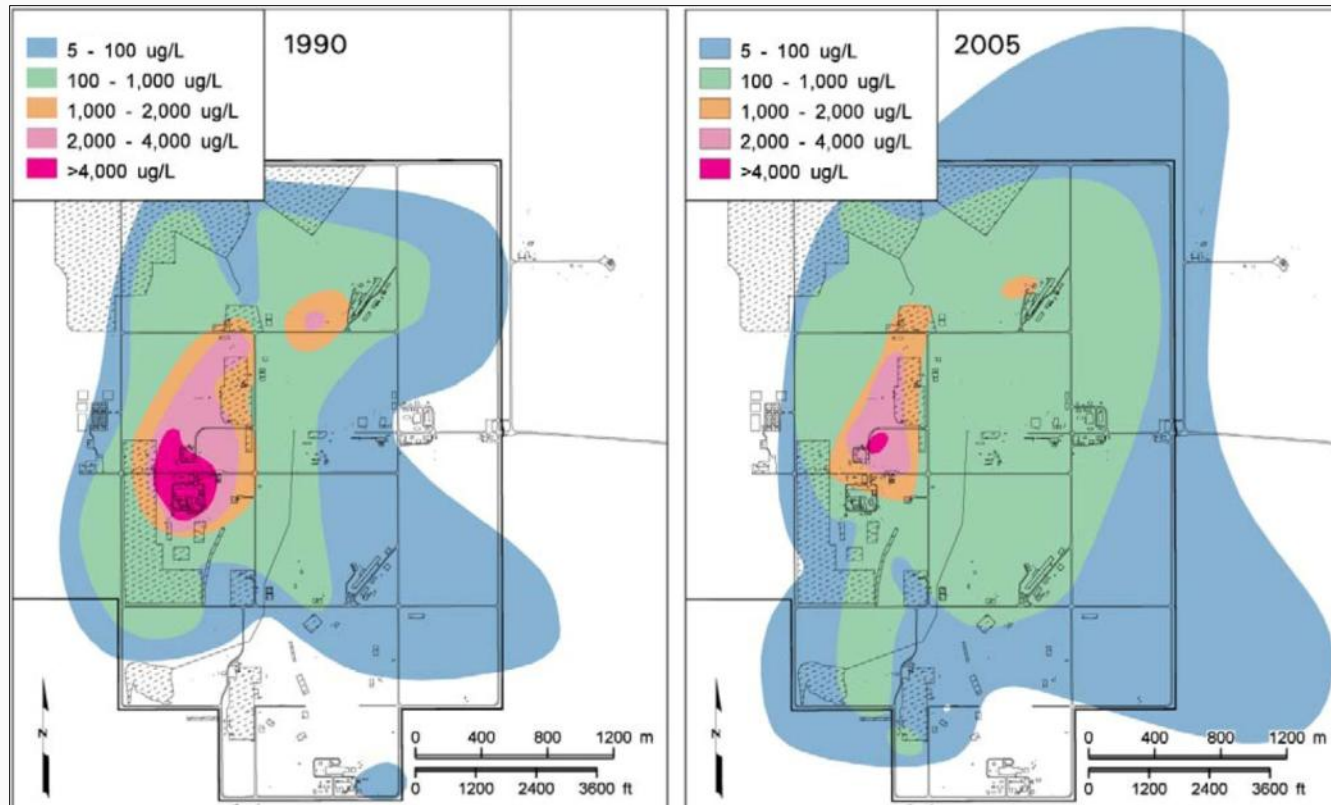 1990
5 - 100 ug/L
100 - 1,000 ug/L
1,000 - 2,000 ug/L
2,000 - 4,000 ug/L
>4,000 ug/L
N
0 400 800 1200 m
0 1200 2400 3600 ft
2005
5 - 100 ug/L
100 - 1,000 ug/L
1,000 - 2,000 ug/L
2,000 - 4,000 ug/L
>4,000 ug/L
N
0 400 800 1200 m
0 1200 2400 3600 ft